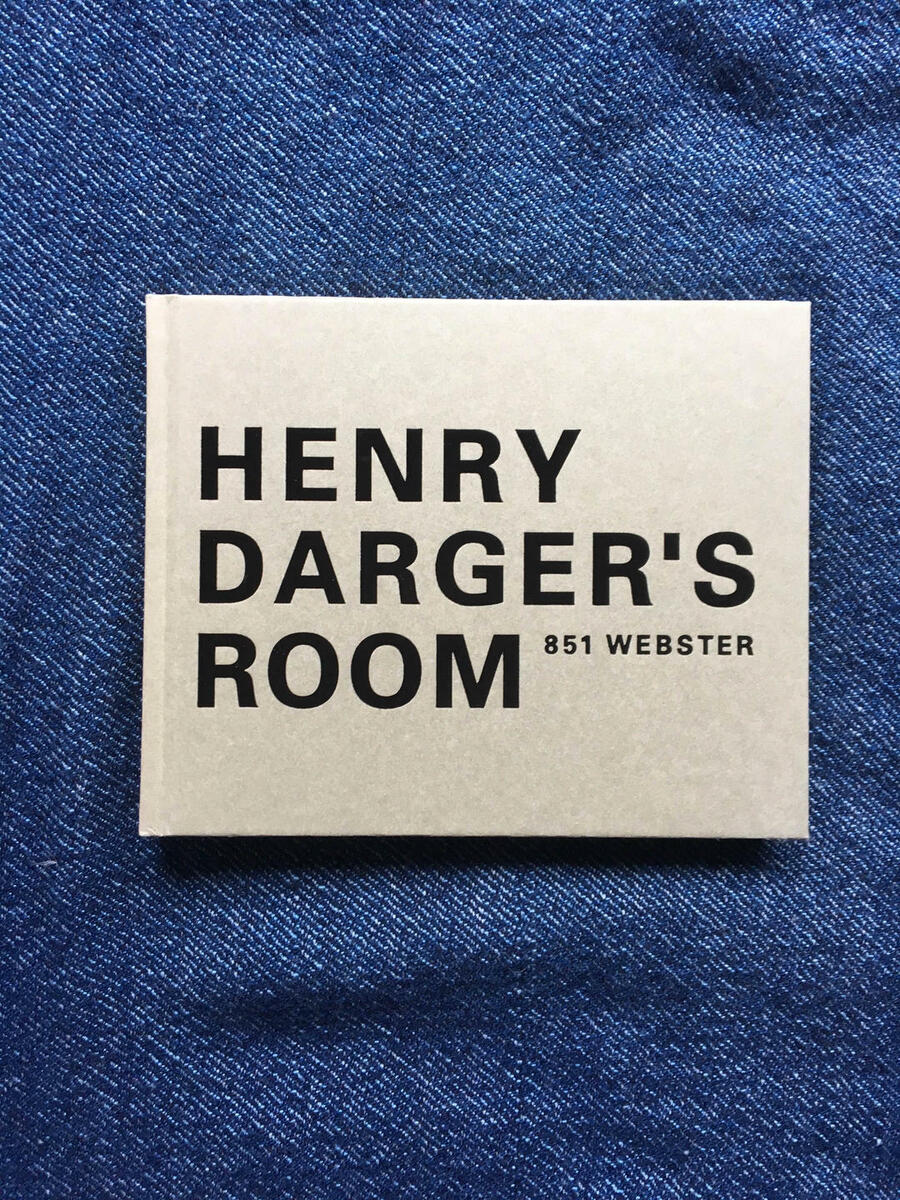 HENRY
DARGER'S
ROOM 851 WEBSTER